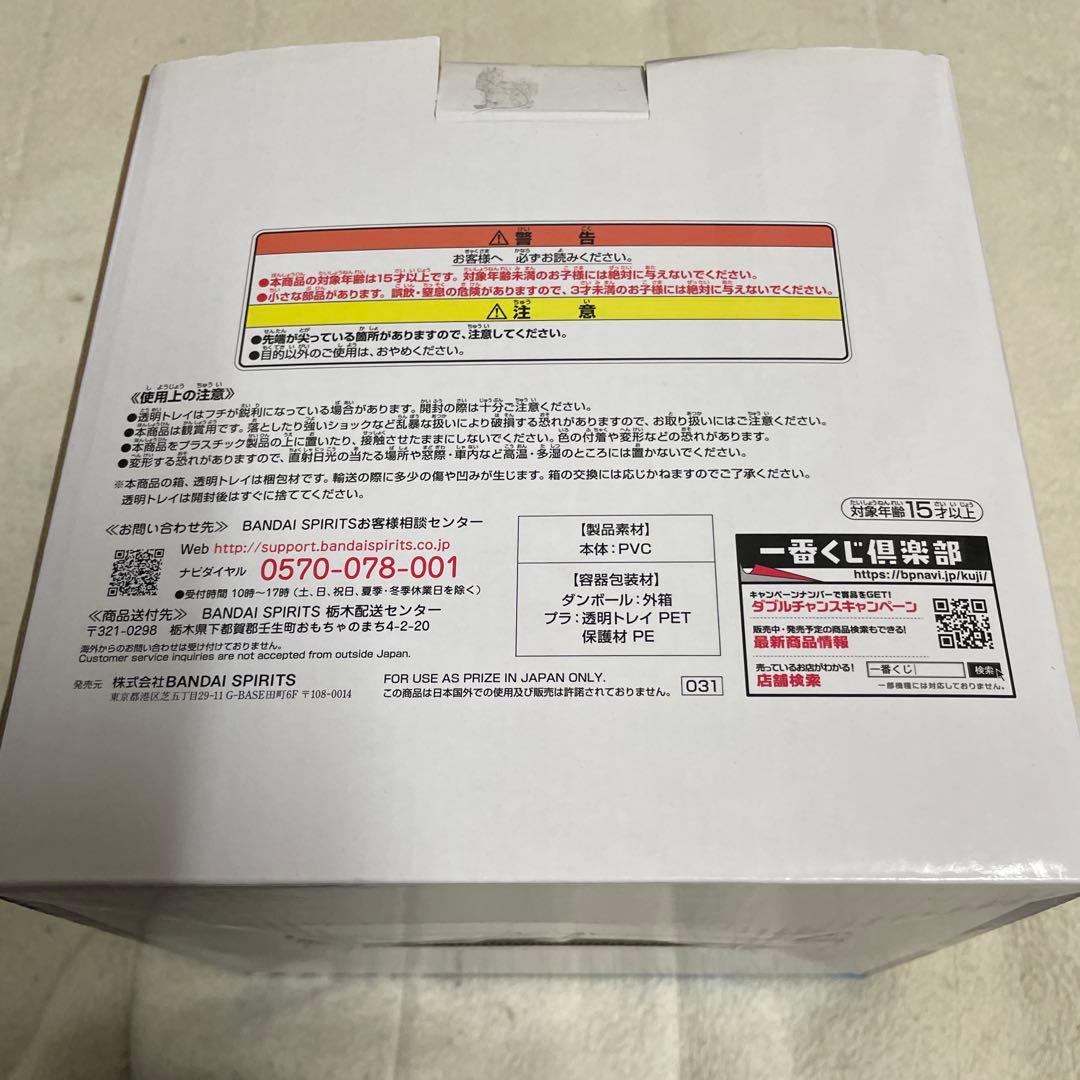 警告
お客様へ 必ずお読みください。
●本商品の対象年齢は15才以上です。対象年齢未満のお子様には絶対に与えないでください。
●小さな部品があります。誤飲・窒息の危険がありますので、3才未満のお子様には絶対に与えないでください。
注意
●先端が尖っている箇所がありますので、注意してください。
●目的以外のご使用は、おやめください。
《使用上の注意》
●透明トレイはフチが鋭利になっている場合があります。開封の際は十分ご注意ください。
●本商品は観賞用です。落としたり強いショックなど乱暴な扱いにより破損する恐れがありますので、お取り扱いにはご注意ください。
●本商品をプラスチック製品の上に置いたり、接触させたままにしないでください。色の付着や変形などの恐れがあります。
●変形する恐れがありますので、直射日光の当たる場所や窓際・車内など高温・多湿のところには置かないでください。
※本商品の箱、透明トレイは梱包材です。輸送の際に多少の傷や凹みが生じます。箱の交換には応じかねますのでご了承ください。
透明トレイは開封後はすぐに捨ててください。
対象年齢15才以上
≪お問い合わせ先≫ BANDAI SPIRITSお客様相談センター
Web http://support.bandaispirits.co.jp
ナビダイヤル 0570-078-001
●受付時間 10時~17時(土、日、祝日、夏季・冬季休業日を除く)
≪商品送付先≫ BANDAI SPIRITS 栃木配送センター
〒321-0298 栃木県下都賀郡壬生町おもちゃのまち4-2-20
海外からのお問い合わせは受け付けておりません。
Customer service inquiries are not accepted from outside Japan.
発売元 株式会社BANDAI SPIRITS
東京都港区芝五丁目29-11 G-BASE田町6F 〒108-0014
【製品素材】
本体:PVC
【容器包装材】
ダンボール:外箱
プラ:透明トレイ PET
保護材 PE
FOR USE AS PRIZE IN JAPAN ONLY.
この商品は日本国外での使用及び販売は許諾されておりません。
031
一番くじ倶楽部
https://bpnavi.jp/kuji/
キャンペーンナンバーで賞品をGET!
ダブルチャンスキャンペーン
販売中・発売予定の商品検索もできる!
最新商品情報
売っているお店がわかる!
店舗検索
一番くじ 検索
一部機種には対応しておりません。